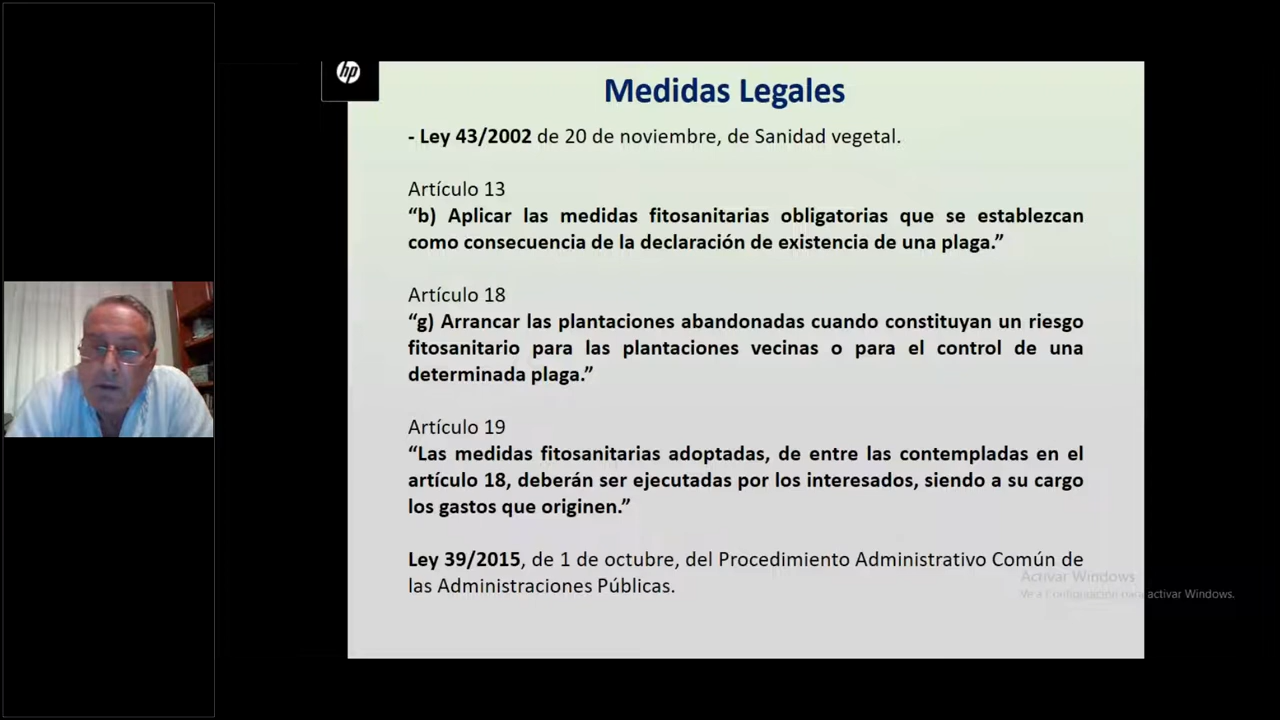 hp
Medidas Legales
- Ley 43/2002 de 20 de noviembre, de Sanidad vegetal.
Artículo 13
“b) Aplicar las medidas fitosanitarias obligatorias que se establezcan
como consecuencia de la declaración de existencia de una plaga.”
Artículo 18
“g) Arrancar las plantaciones abandonadas cuando constituyan un riesgo
fitosanitario para las plantaciones vecinas o para el control de una
determinada plaga.”
Artículo 19
“Las medidas fitosanitarias adoptadas, de entre las contempladas en el
artículo 18, deberán ser ejecutadas por los interesados, siendo a su cargo
los gastos que originen.”
Ley 39/2015, de 1 de octubre, del Procedimiento Administrativo Común de
las Administraciones Públicas.
Activar Windows
Ve a Configuración para activar Windows.